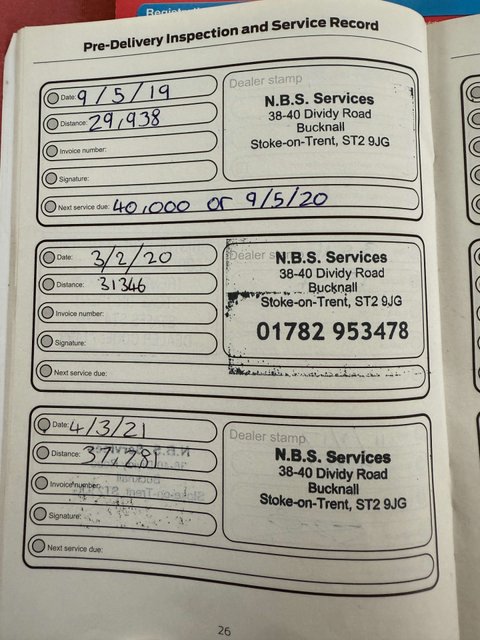 Registrati
Pre-Delivery Inspection and Service Record
Date: 9/5/19
Distance: 29,938
Invoice number:
Signature:
Next service due: 40,000 or 9/5/20
Dealer stamp
N.B.S. Services
38-40 Dividy Road
Bucknall
Stoke-on-Trent, ST2 9JG
Date: 3/2/20
Distance: 31346
Invoice number:
Signature:
Next service due:
Dealer s
N.B.S. Services
38-40 Dividy Road
Bucknall
Stoke-on-Trent, ST2 9JG
01782 953478
Date: 4/3/21
Distance: 37,681
Invoice number:
Signature:
Next service due:
Dealer stamp
N.B.S. Services
38-40 Dividy Road
Bucknall
Stoke-on-Trent, ST2 9JG
26